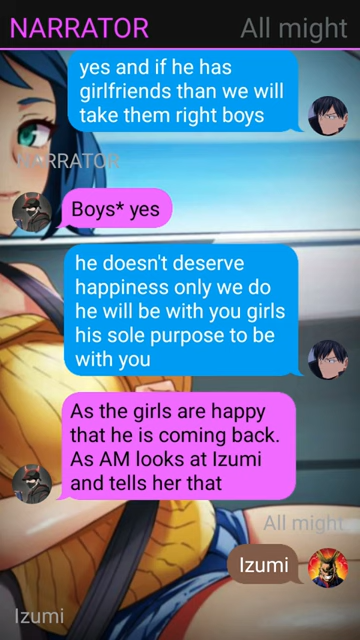 NARRATOR All might
yes and if he has
girlfriends than we will
take them right boys
NARRATOR
Boys* yes
he doesn't deserve
happiness only we do
he will be with you girls
his sole purpose to be
with you
As the girls are happy
that he is coming back.
As AM looks at Izumi
and tells her that
All might
Izumi
Izumi